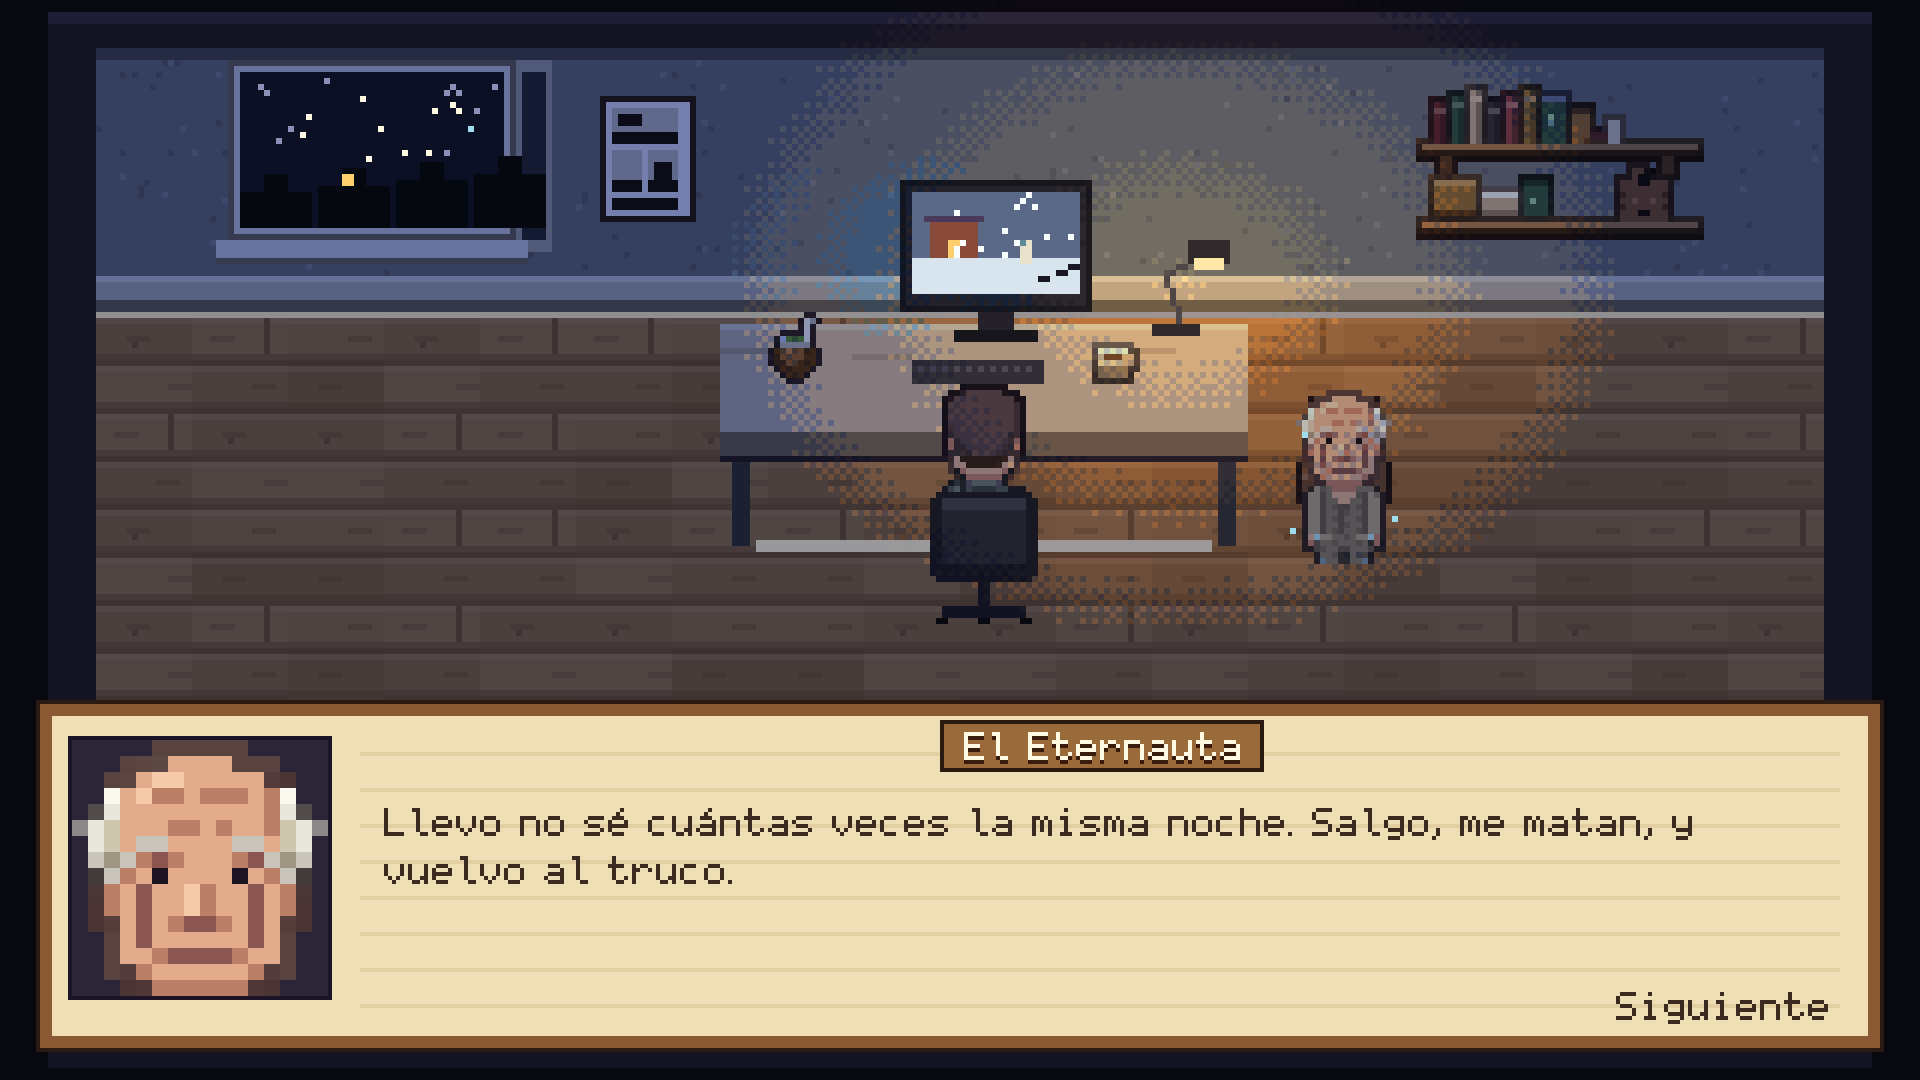 El Eternauta
Llevo no sé cuántas veces la misma noche. Salgo, me matan, y
vuelvo al truco.
Siguiente